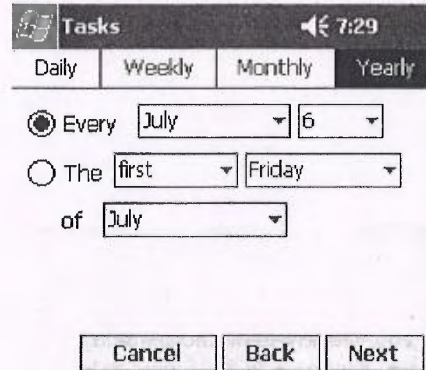 Tasks 7:29
Daily Weekly Monthly Yearly
Every July 6
The first Friday
of July
Cancel Back Next